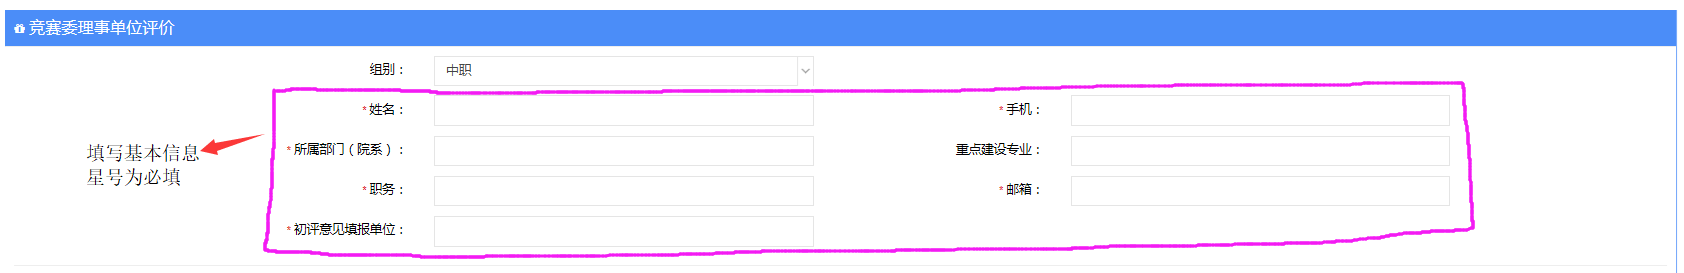 竞赛委理事单位评价
组别： 中职
*姓名： *手机：
*所属部门（院系）： 重点建设专业：
*职务： *邮箱：
*初评意见填报单位：
填写基本信息
星号为必填